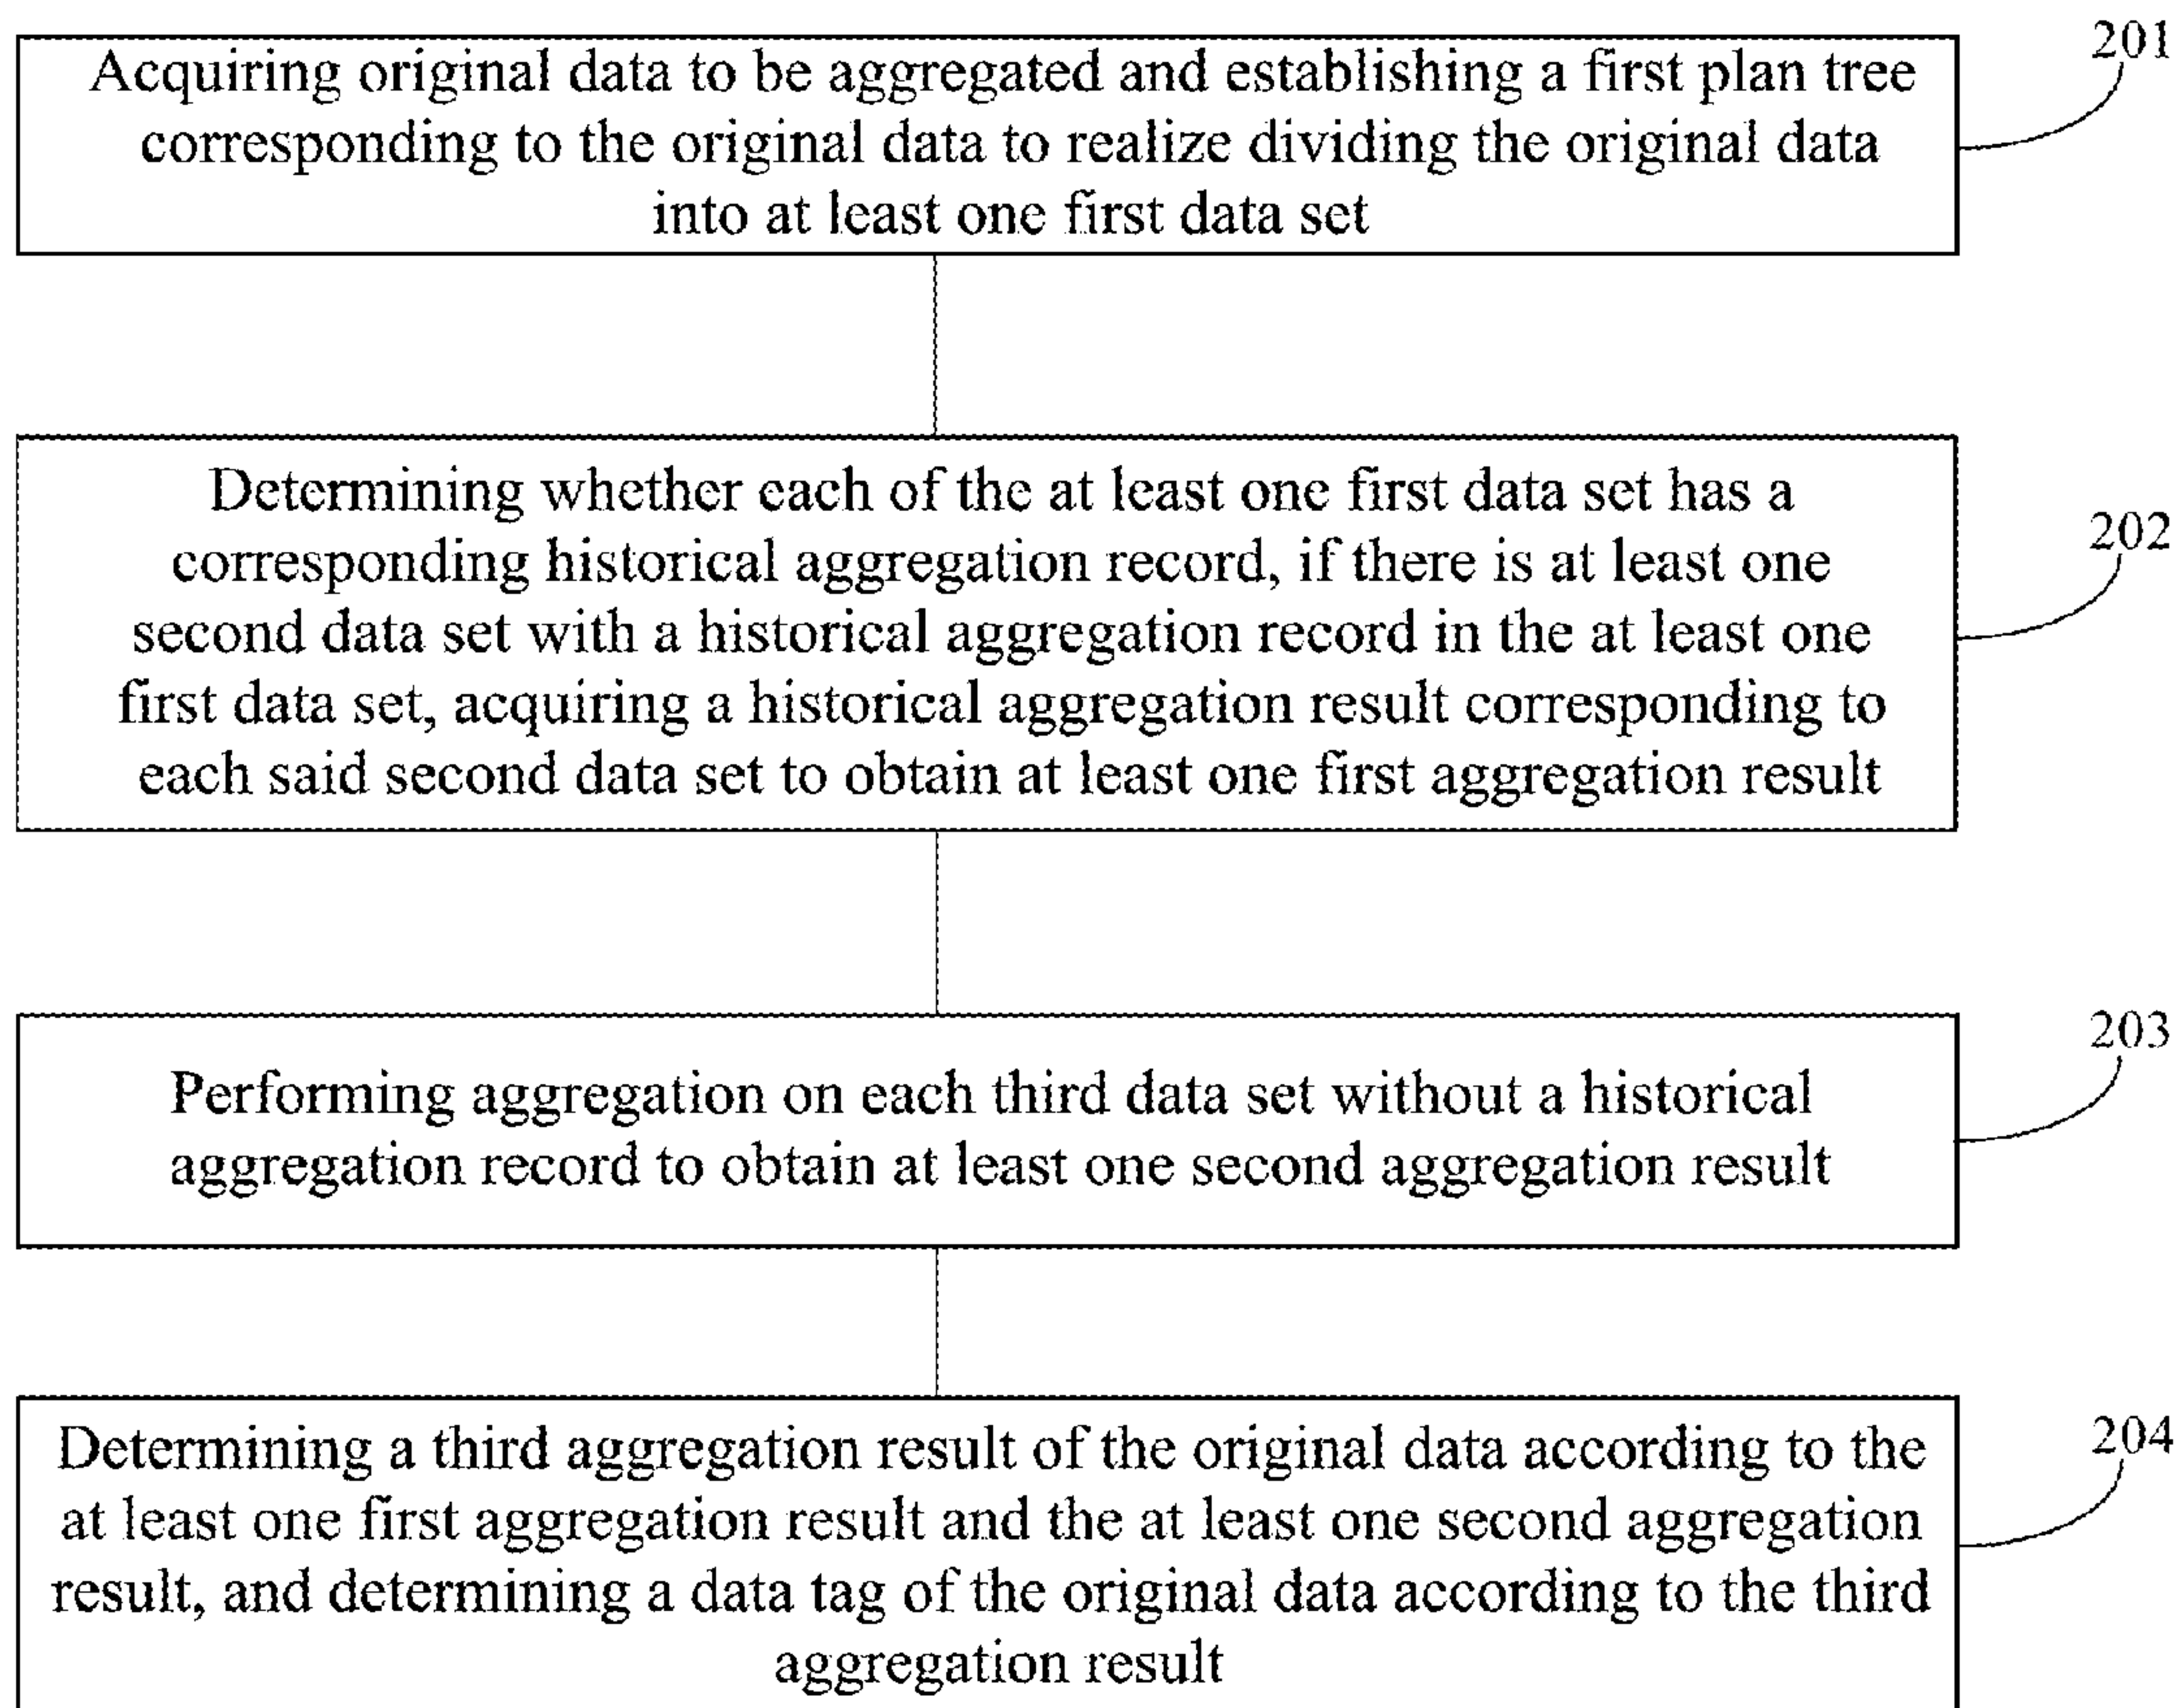 Acquiring original data to be aggregated and establishing a first plan tree
corresponding to the original data to realize dividing the original data
into at least one first data set
201
Determining whether each of the at least one first data set has a
corresponding historical aggregation record, if there is at least one
second data set with a historical aggregation record in the at least one
first data set, acquiring a historical aggregation result corresponding to
each said second data set to obtain at least one first aggregation result
202
Performing aggregation on each third data set without a historical
aggregation record to obtain at least one second aggregation result
203
Determining a third aggregation result of the original data according to the
at least one first aggregation result and the at least one second aggregation
result, and determining a data tag of the original data according to the third
aggregation result
204